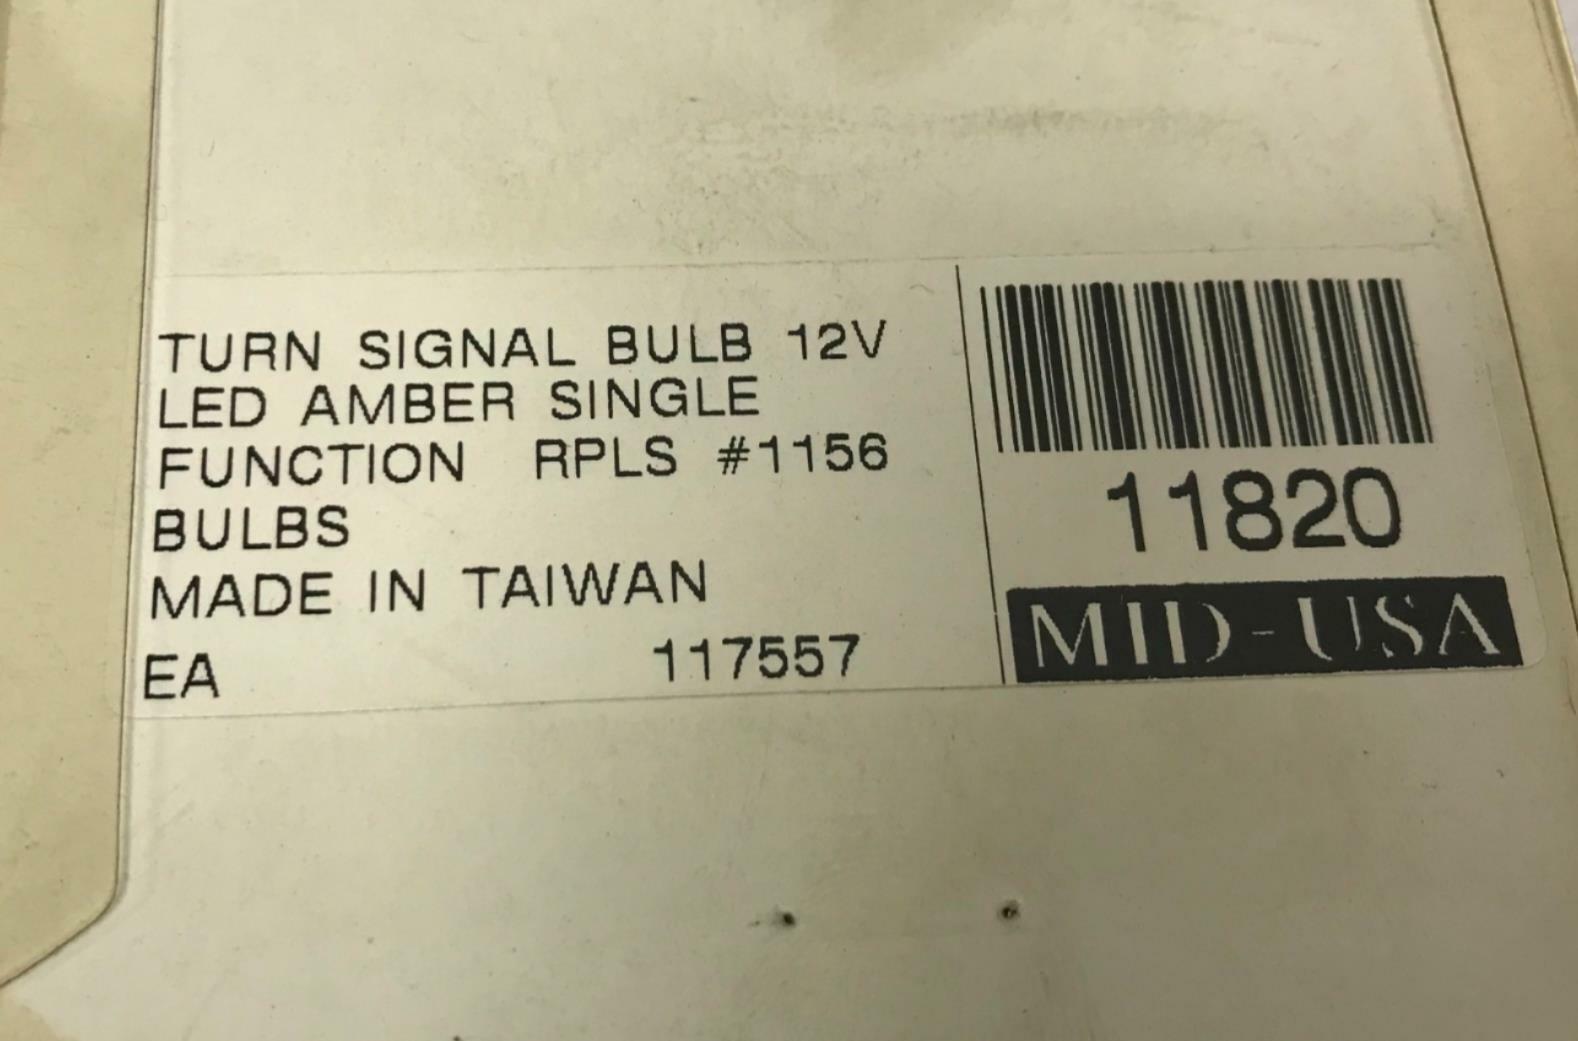 TURN SIGNAL BULB 12V
LED AMBER SINGLE
FUNCTION RPLS #1156
BULBS
MADE IN TAIWAN
EA 117557
11820
MID-USA